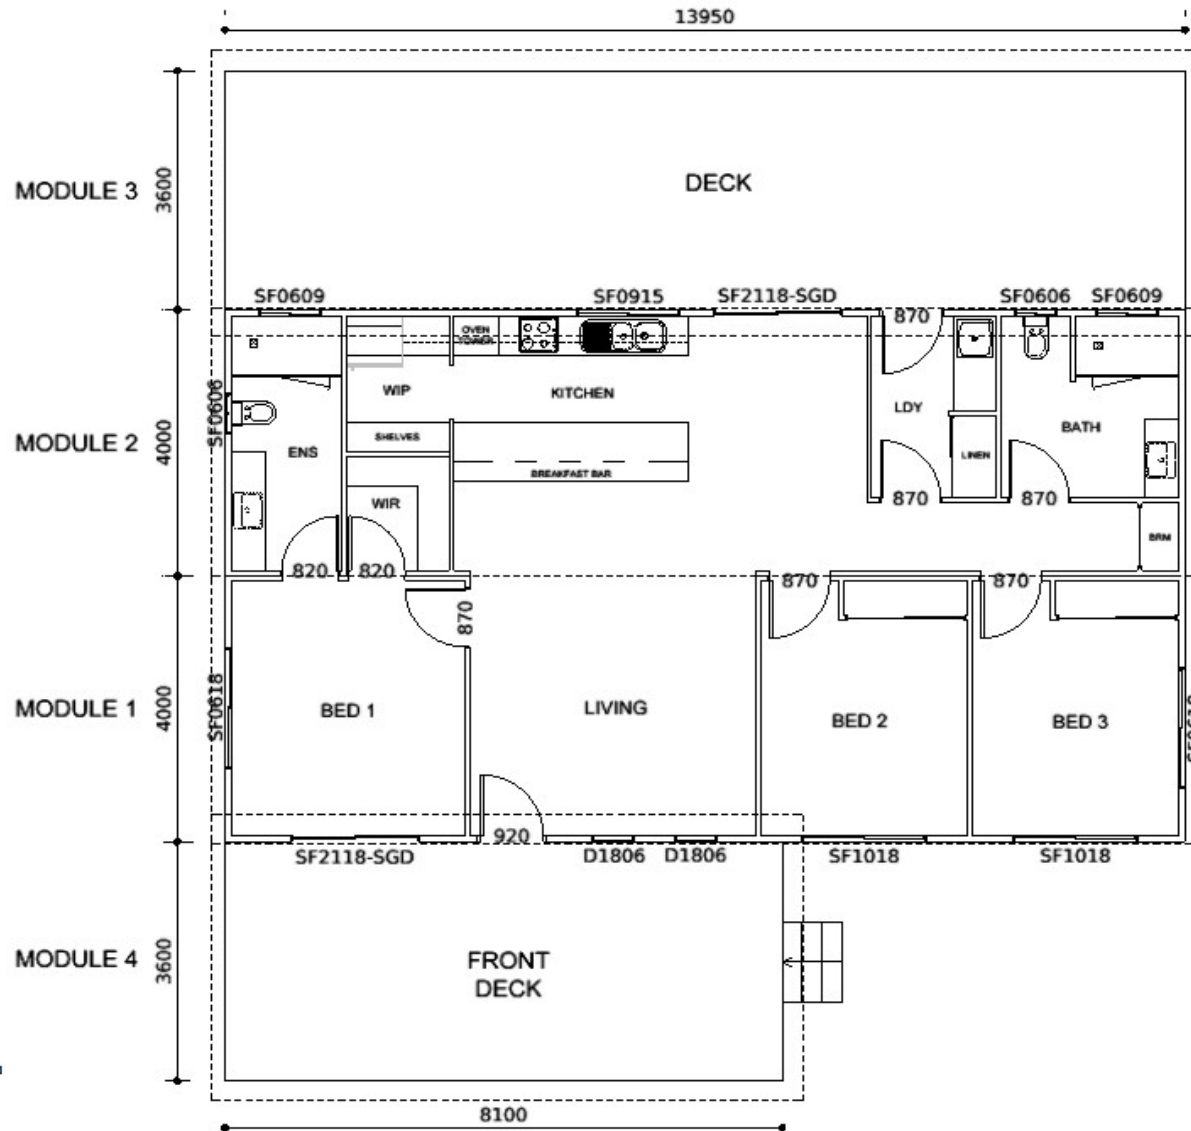 13950
MODULE 3
3600
DECK
SF0609
SF0915
SF2118-SGD
870
SF0606
SF0609
OVEN
TOWER
WIP
KITCHEN
SF0606
LDY
MODULE 2
4000
SHELVES
BATH
ENS
LINEN
BREAKFAST BAR
WIR
870
870
BRM
820
820
870
870
870
MODULE 1
4000
SF0618
BED 1
LIVING
BED 2
BED 3
920
SF2118-SGD
D1806
D1806
SF1018
SF1018
MODULE 4
3600
FRONT
DECK
8100